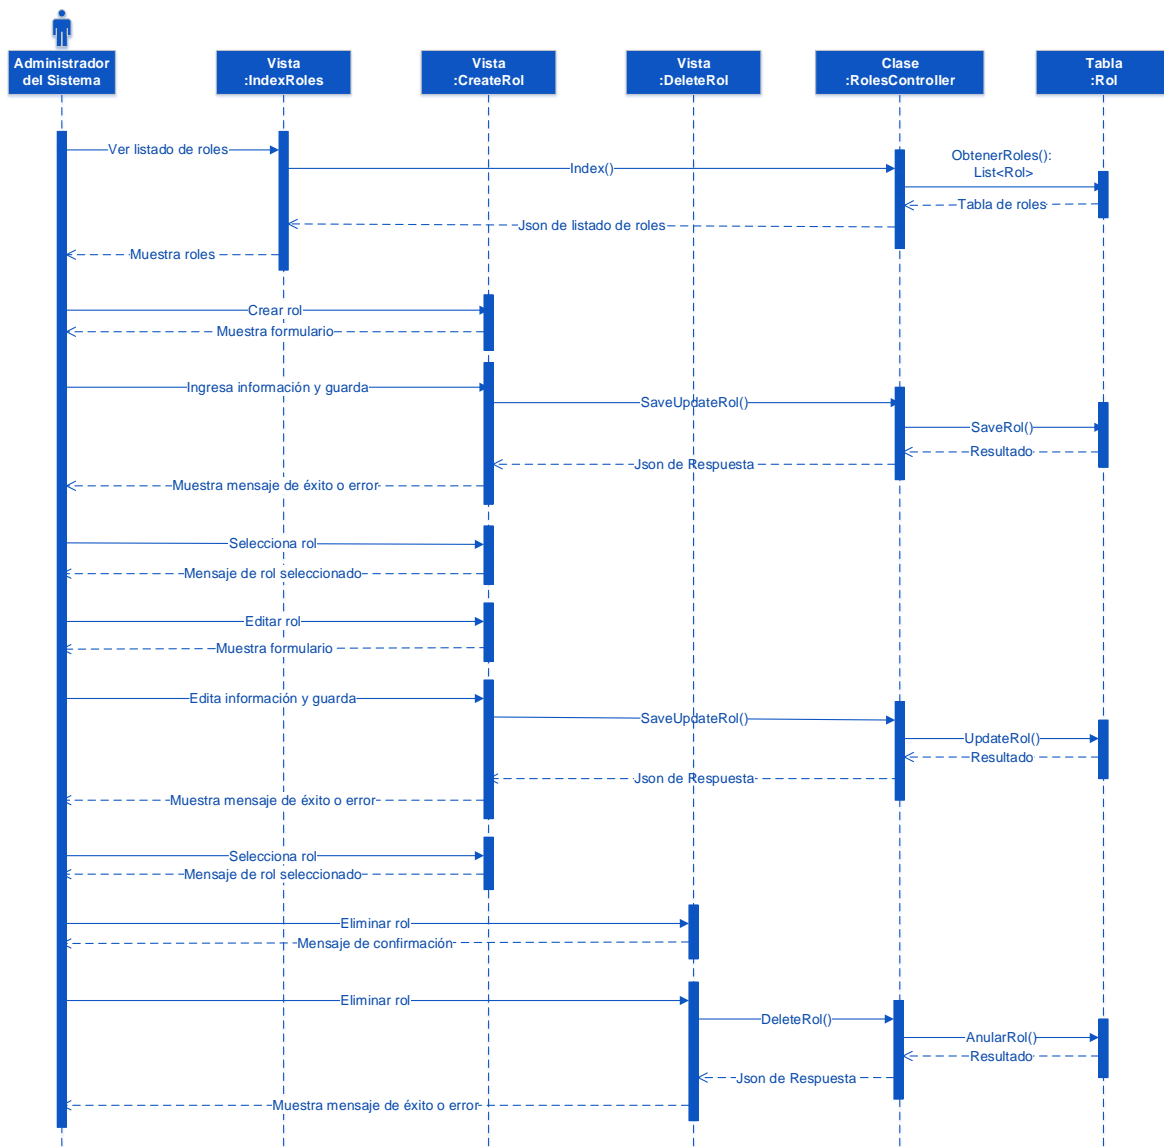 Administrador
del Sistema
Vista
:IndexRoles
Vista
:CreateRol
Vista
:DeleteRol
Clase
:RolesController
Tabla
:Rol
Ver listado de roles
Index()
ObtenerRoles():
List<Rol>
Tabla de roles
Json de listado de roles
Muestra roles
Crear rol
Muestra formulario
Ingresa información y guarda
SaveUpdateRol()
SaveRol()
Resultado
Json de Respuesta
Muestra mensaje de éxito o error
Selecciona rol
Mensaje de rol seleccionado
Editar rol
Muestra formulario
Edita información y guarda
SaveUpdateRol()
UpdateRol()
Resultado
Json de Respuesta
Muestra mensaje de éxito o error
Selecciona rol
Mensaje de rol seleccionado
Eliminar rol
Mensaje de confirmación
Eliminar rol
DeleteRol()
AnularRol()
Resultado
Json de Respuesta
Muestra mensaje de éxito o error